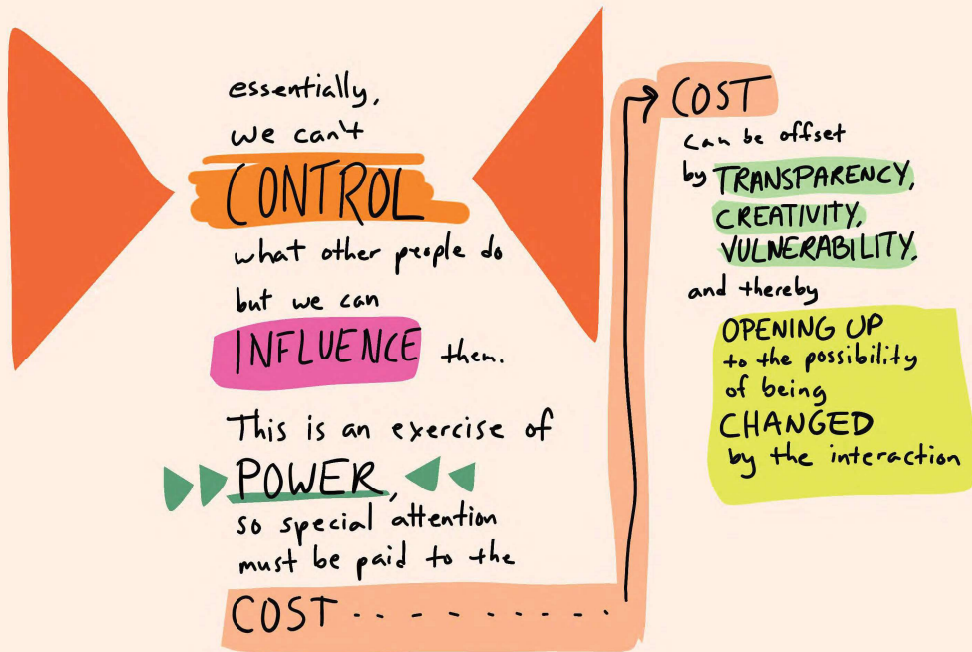 essentially,
we can't
CONTROL
what other people do
but we can
INFLUENCE them.
This is an exercise of
POWER,
so special attention
must be paid to the
COST . . . . . . . .
COST
can be offset
by TRANSPARENCY,
CREATIVITY,
VULNERABILITY,
and thereby
OPENING UP
to the possibility
of being
CHANGED
by the interaction